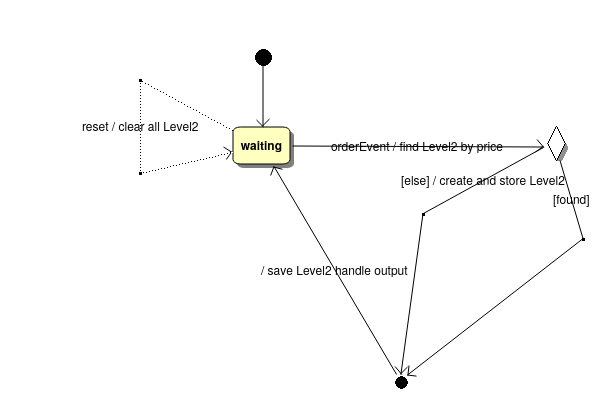 reset / clear all Level2
waiting
orderEvent / find Level2 by price
[else] / create and store Level2
[found]
/ save Level2 handle output